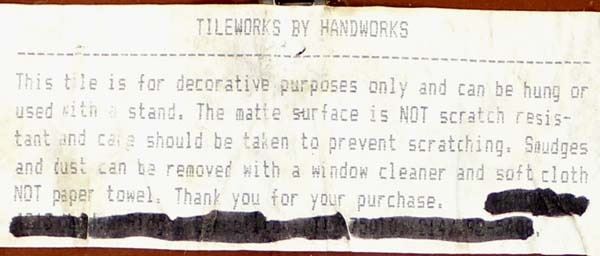 TILEWORKS BY HANDWORKS
This tile is for decorative purposes only and can be hung or
used with a stand. The matte surface is NOT scratch resis-
tant and care should be taken to prevent scratching. Smudges
and dust can be removed with a window cleaner and soft cloth
NOT paper towel. Thank you for your purchase.